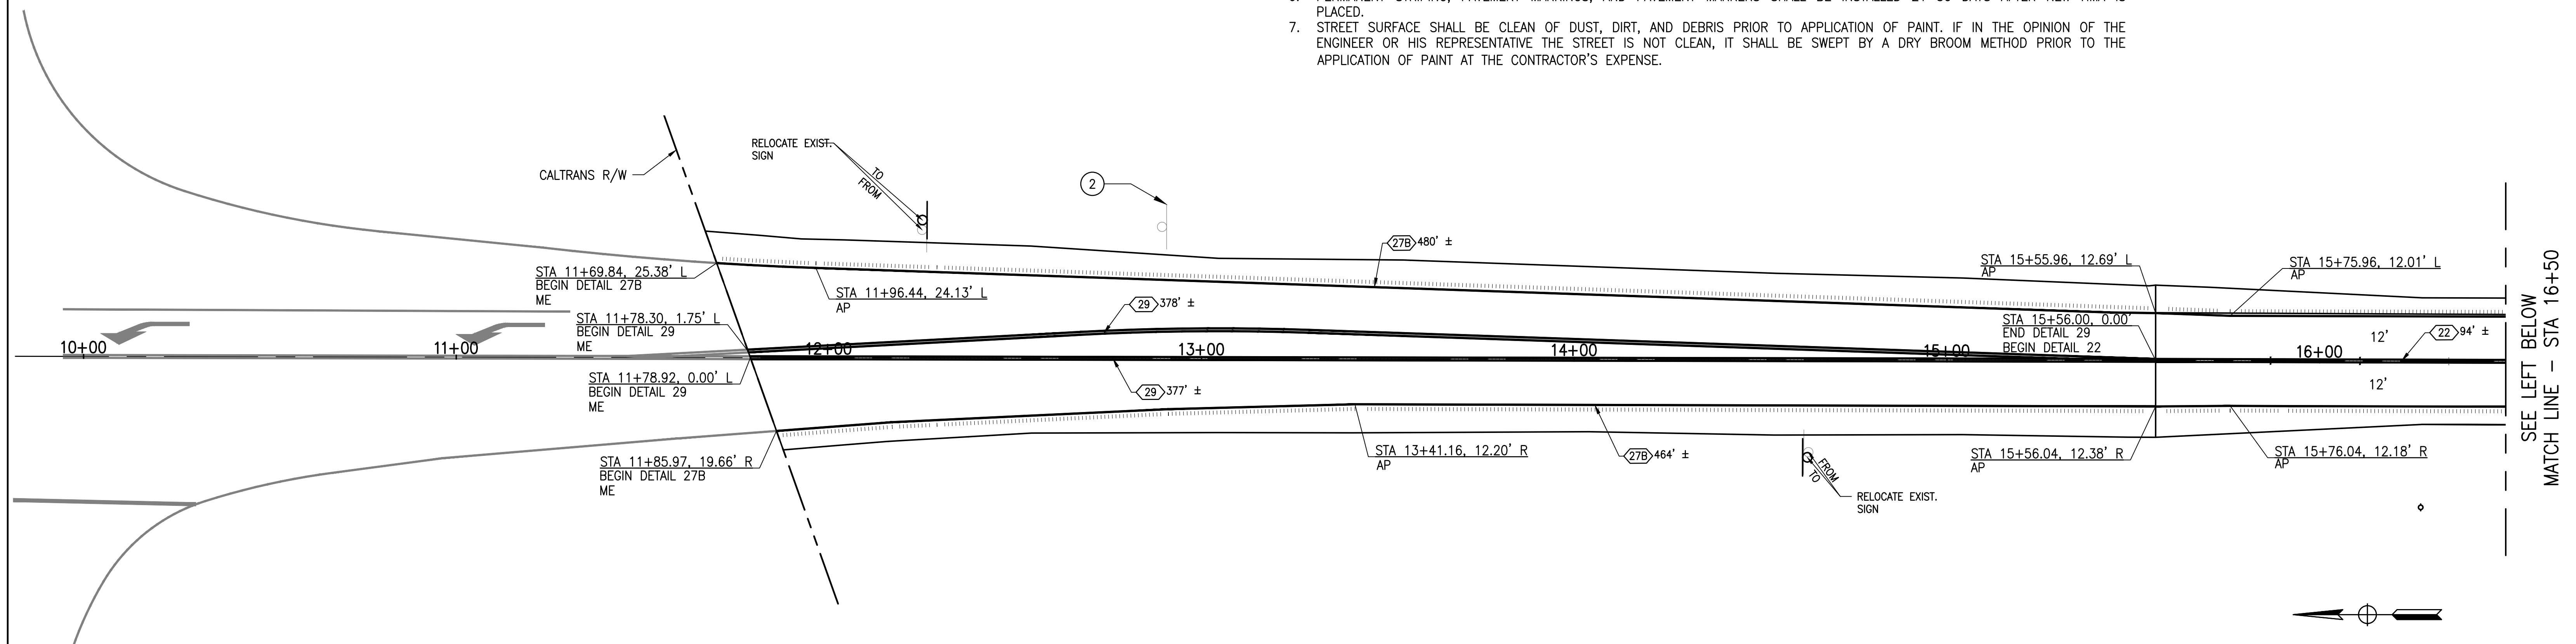 PLACED.
7. STREET SURFACE SHALL BE CLEAN OF DUST, DIRT, AND DEBRIS PRIOR TO APPLICATION OF PAINT. IF IN THE OPINION OF THE
ENGINEER OR HIS REPRESENTATIVE THE STREET IS NOT CLEAN, IT SHALL BE SWEPT BY A DRY BROOM METHOD PRIOR TO THE
APPLICATION OF PAINT AT THE CONTRACTOR'S EXPENSE.
RELOCATE EXIST.
SIGN
TO
FROM
CALTRANS R/W
2
27B 480' ±
STA 11+69.84, 25.38' L
BEGIN DETAIL 27B
ME
STA 11+96.44, 24.13' L
AP
STA 15+55.96, 12.69' L
AP
STA 15+75.96, 12.01' L
AP
29 378' ±
STA 11+78.30, 1.75' L
BEGIN DETAIL 29
ME
STA 15+56.00, 0.00'
END DETAIL 29
BEGIN DETAIL 22
12'
22 94' ±
10+00
11+00
12+00
13+00
14+00
15+00
16+00
STA 11+78.92, 0.00' L
BEGIN DETAIL 29
ME
29 377' ±
12'
STA 11+85.97, 19.66' R
BEGIN DETAIL 27B
ME
STA 13+41.16, 12.20' R
AP
27B 464' ±
FROM
TO
RELOCATE EXIST.
SIGN
STA 15+56.04, 12.38' R
AP
STA 15+76.04, 12.18' R
AP
SEE LEFT BELOW
MATCH LINE - STA 16+50